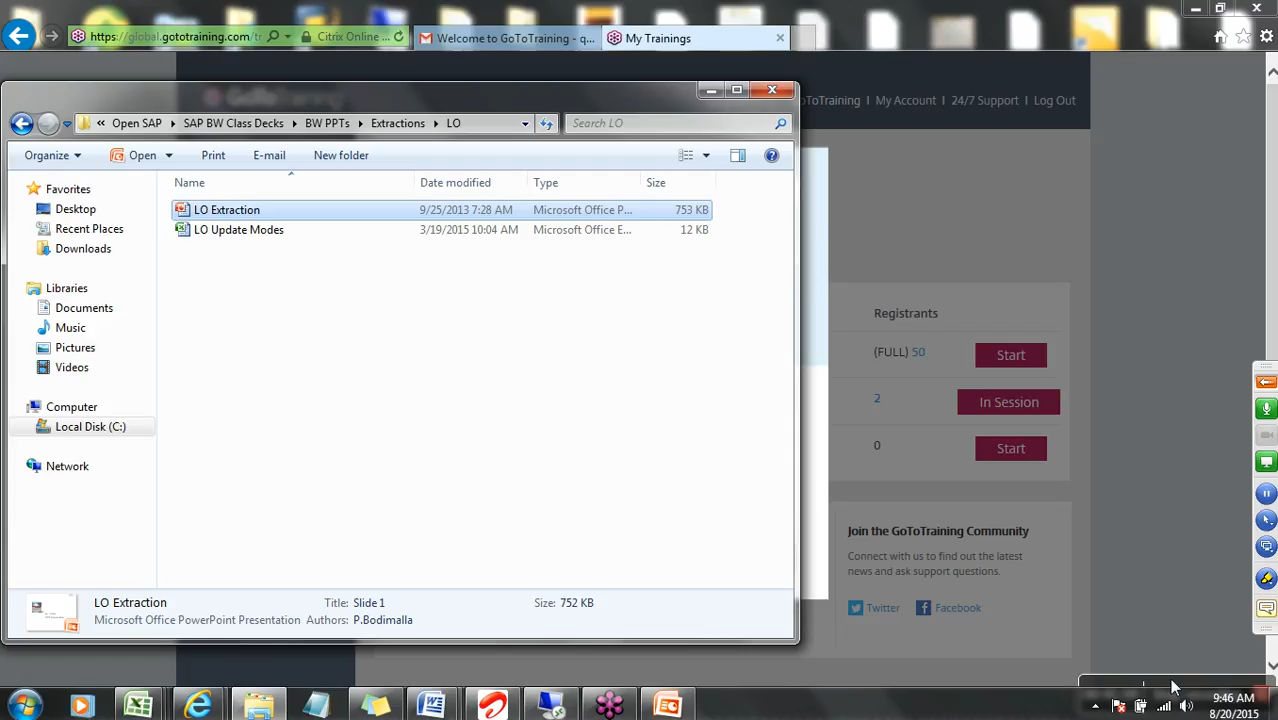 https://global.gototraining.com/tr
Citrix Online ...
Welcome to GoToTraining - q...
My Trainings
GoToTraining
GoToTraining | My Account | 24/7 Support | Log Out
« Open SAP ▸ SAP BW Class Decks ▸ BW PPTs ▸ Extractions ▸ LO
Search LO
Organize Open Print E-mail New folder
Name Date modified Type Size
LO Extraction 9/25/2013 7:28 AM Microsoft Office P... 753 KB
LO Update Modes 3/19/2015 10:04 AM Microsoft Office E... 12 KB
Favorites
Desktop
Recent Places
Downloads
Libraries
Documents
Music
Pictures
Videos
Computer
Local Disk (C:)
Network
Registrants
(FULL) 50 Start
2 In Session
0 Start
Join the GoToTraining Community
Connect with us to find out the latest
news and ask support questions.
Twitter Facebook
LO Extraction Title: Slide 1 Size: 752 KB
Microsoft Office PowerPoint Presentation Authors: P.Bodimalla
9:46 AM
8/20/2015